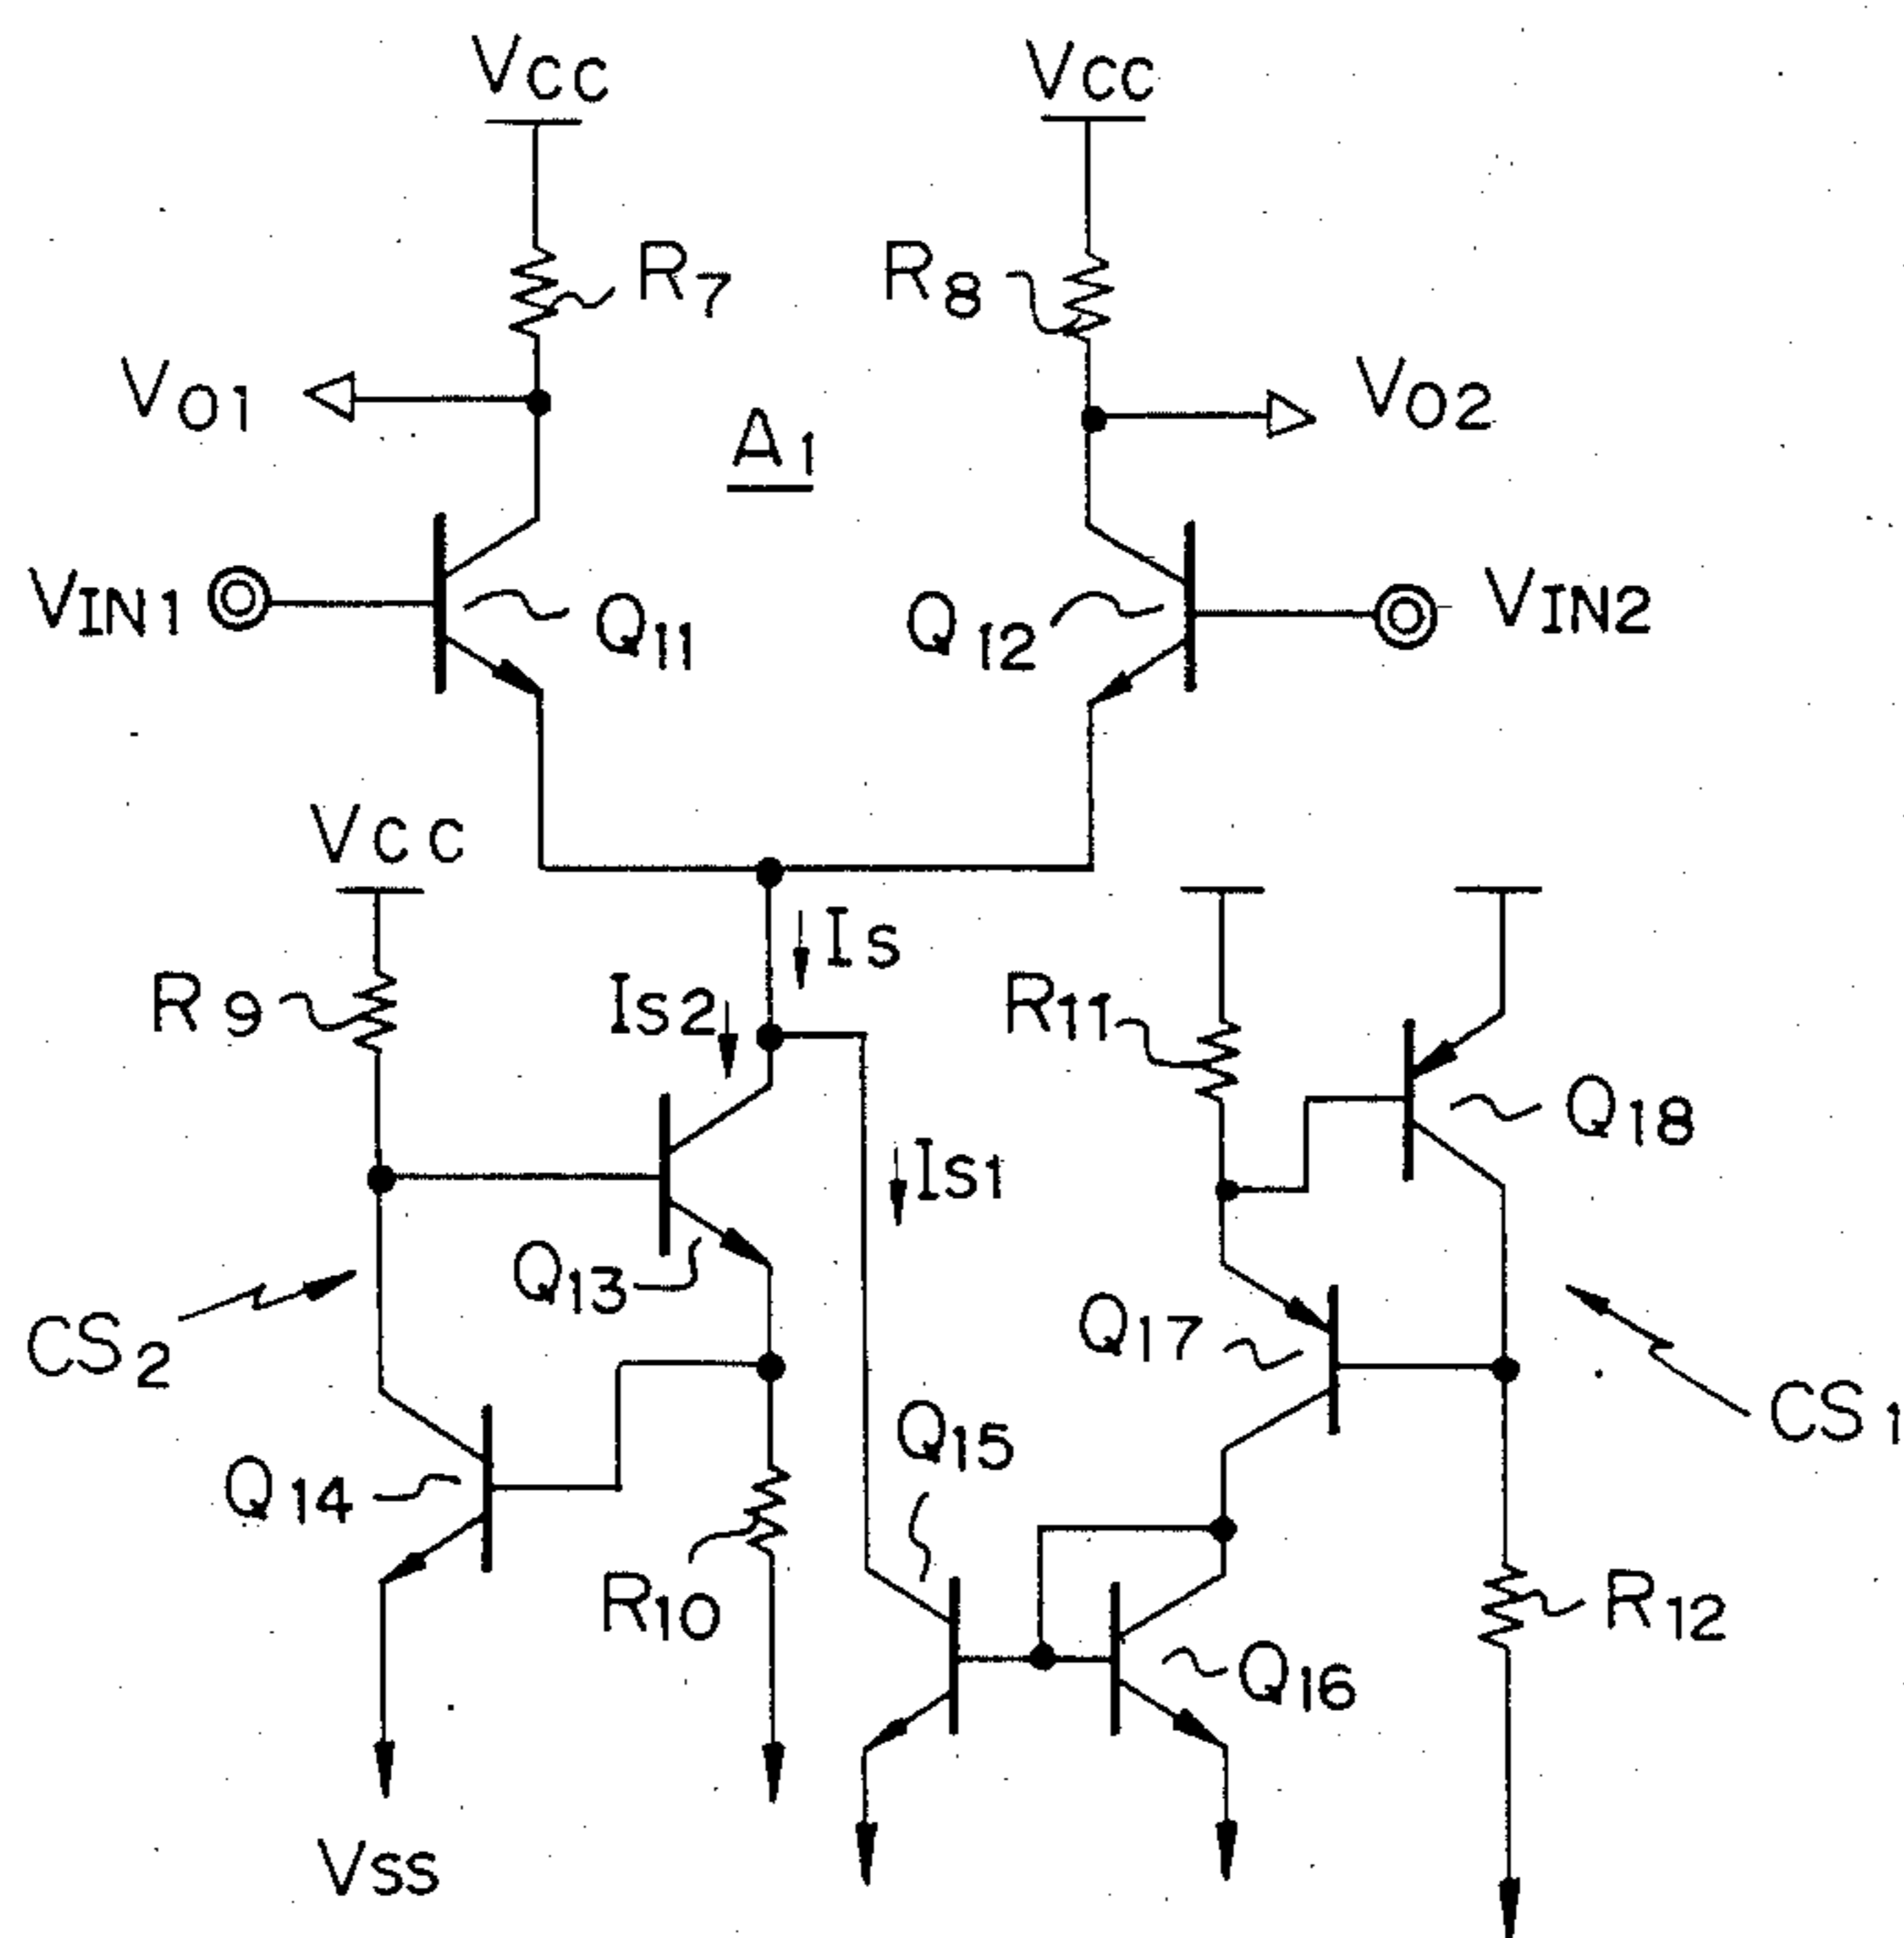 Vcc Vcc
R7 R8
VO1 A1 VO2
VIN1 Q11 Q12 VIN2
Vcc
Is
R9 Is2 R11
Q18
Is1
Q13 Q17
CS2 CS1
Q14 Q15
R10 R12
Q16
Vss